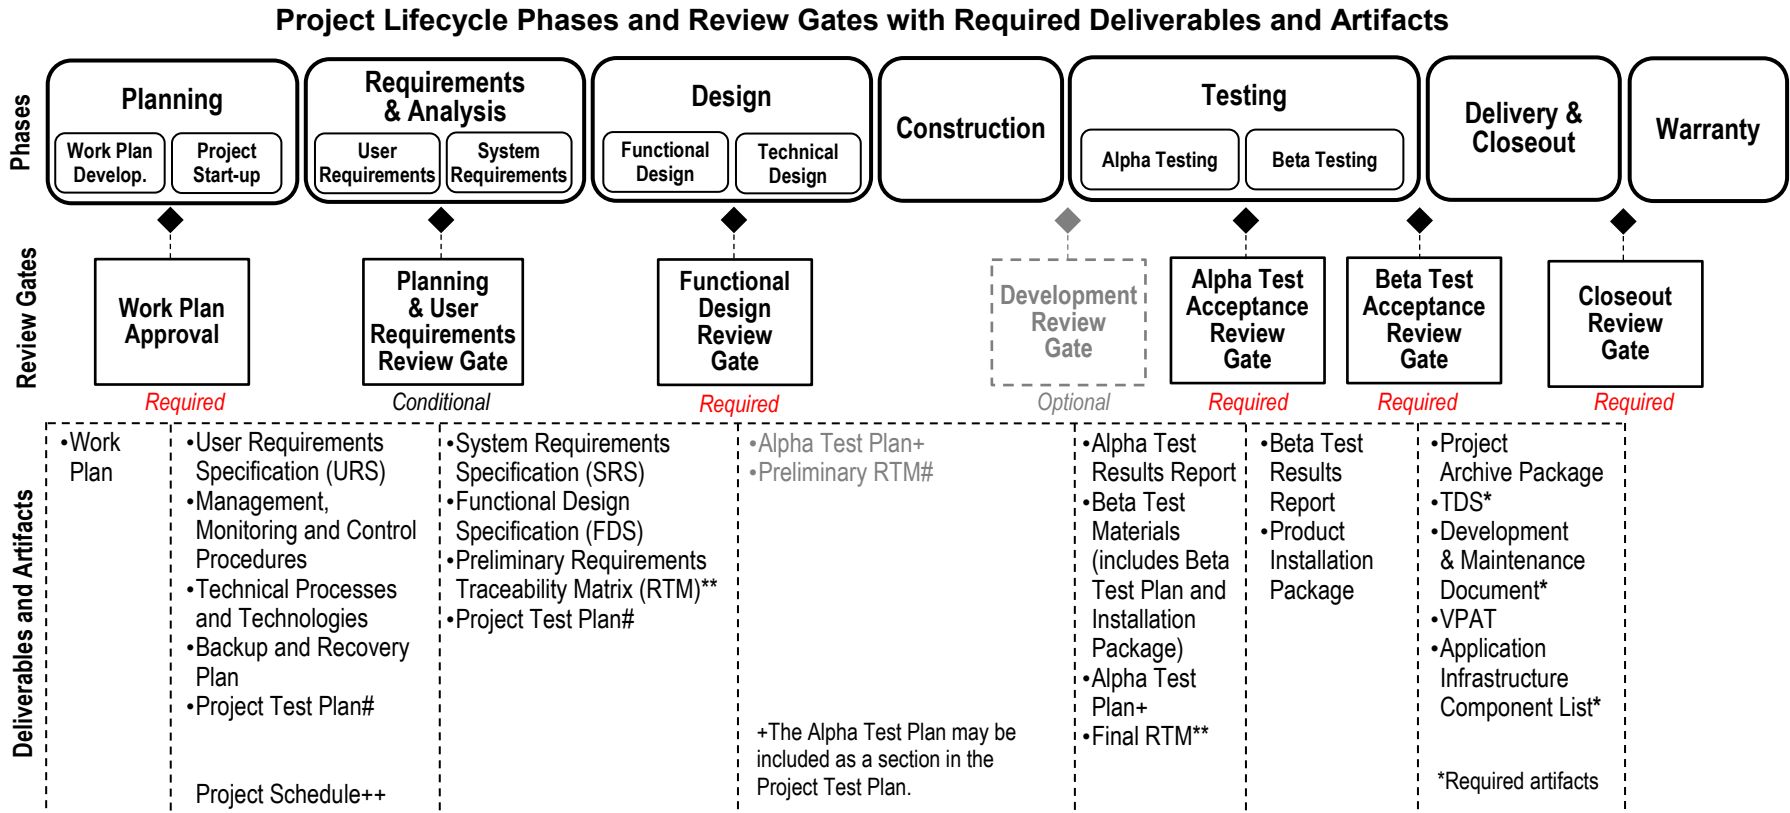 Project Lifecycle Phases and Review Gates with Required Deliverables and Artifacts
Phases
Planning
Work Plan
Develop.
Project
Start-up
Requirements
& Analysis
User
Requirements
System
Requirements
Design
Functional
Design
Technical
Design
Construction
Testing
Alpha Testing
Beta Testing
Delivery &
Closeout
Warranty
Review Gates
Work Plan
Approval
Required
Planning
& User
Requirements
Review Gate
Conditional
Functional
Design
Review
Gate
Required
Development
Review
Gate
Optional
Alpha Test
Acceptance
Review
Gate
Required
Beta Test
Acceptance
Review
Gate
Required
Closeout
Review
Gate
Required
Deliverables and Artifacts
•Work
Plan
•User Requirements
Specification (URS)
•Management,
Monitoring and Control
Procedures
•Technical Processes
and Technologies
•Backup and Recovery
Plan
•Project Test Plan#
Project Schedule++
•System Requirements
Specification (SRS)
•Functional Design
Specification (FDS)
•Preliminary Requirements
Traceability Matrix (RTM)**
•Project Test Plan#
•Alpha Test Plan+
•Preliminary RTM#
+The Alpha Test Plan may be
included as a section in the
Project Test Plan.
•Alpha Test
Results Report
•Beta Test
Materials
(includes Beta
Test Plan and
Installation
Package)
•Alpha Test
Plan+
•Final RTM**
•Beta Test
Results
Report
•Product
Installation
Package
•Project
Archive Package
•TDS*
•Development
& Maintenance
Document*
•VPAT
•Application
Infrastructure
Component List*
*Required artifacts